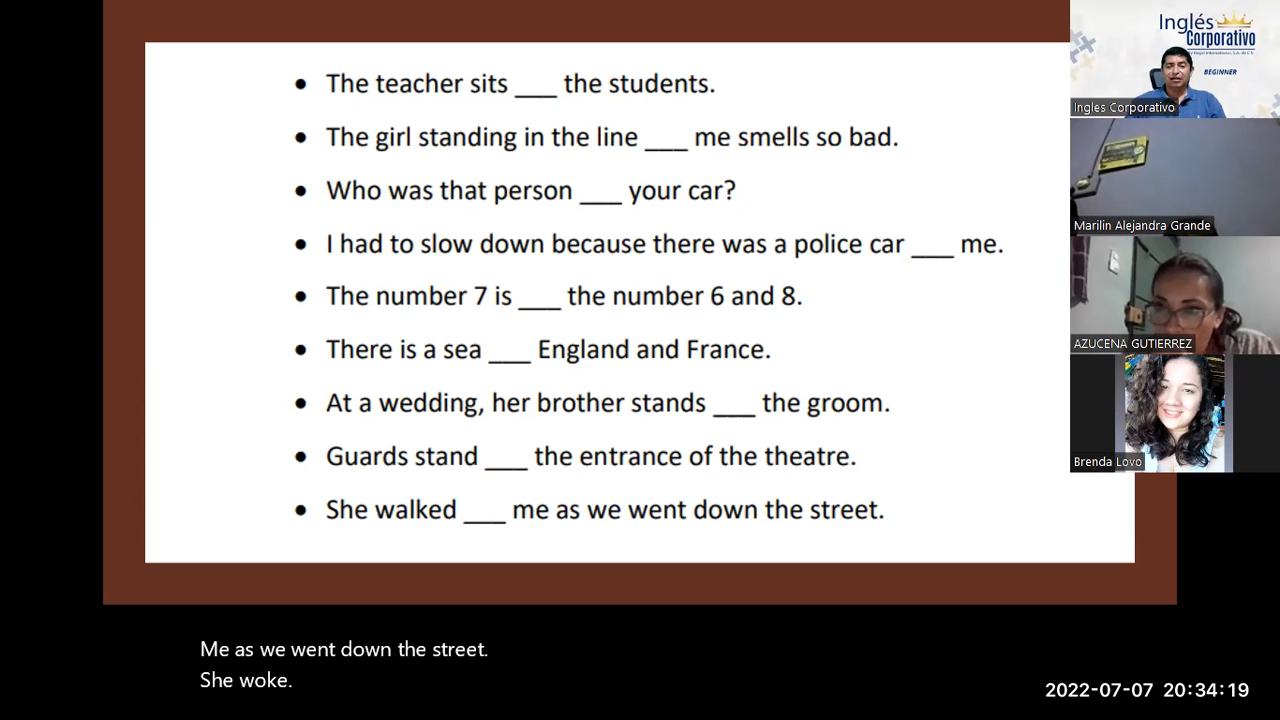 • The teacher sits ___ the students.
• The girl standing in the line ___ me smells so bad.
• Who was that person ___ your car?
• I had to slow down because there was a police car ___ me.
• The number 7 is ___ the number 6 and 8.
• There is a sea ___ England and France.
• At a wedding, her brother stands ___ the groom.
• Guards stand ___ the entrance of the theatre.
• She walked ___ me as we went down the street.
Inglés
Corporativo
BEGINNER
Ingles Corporativo
Marilin Alejandra Grande
AZUCENA GUTIERREZ
Brenda Lovo
Me as we went down the street.
She woke.
2022-07-07 20:34:19